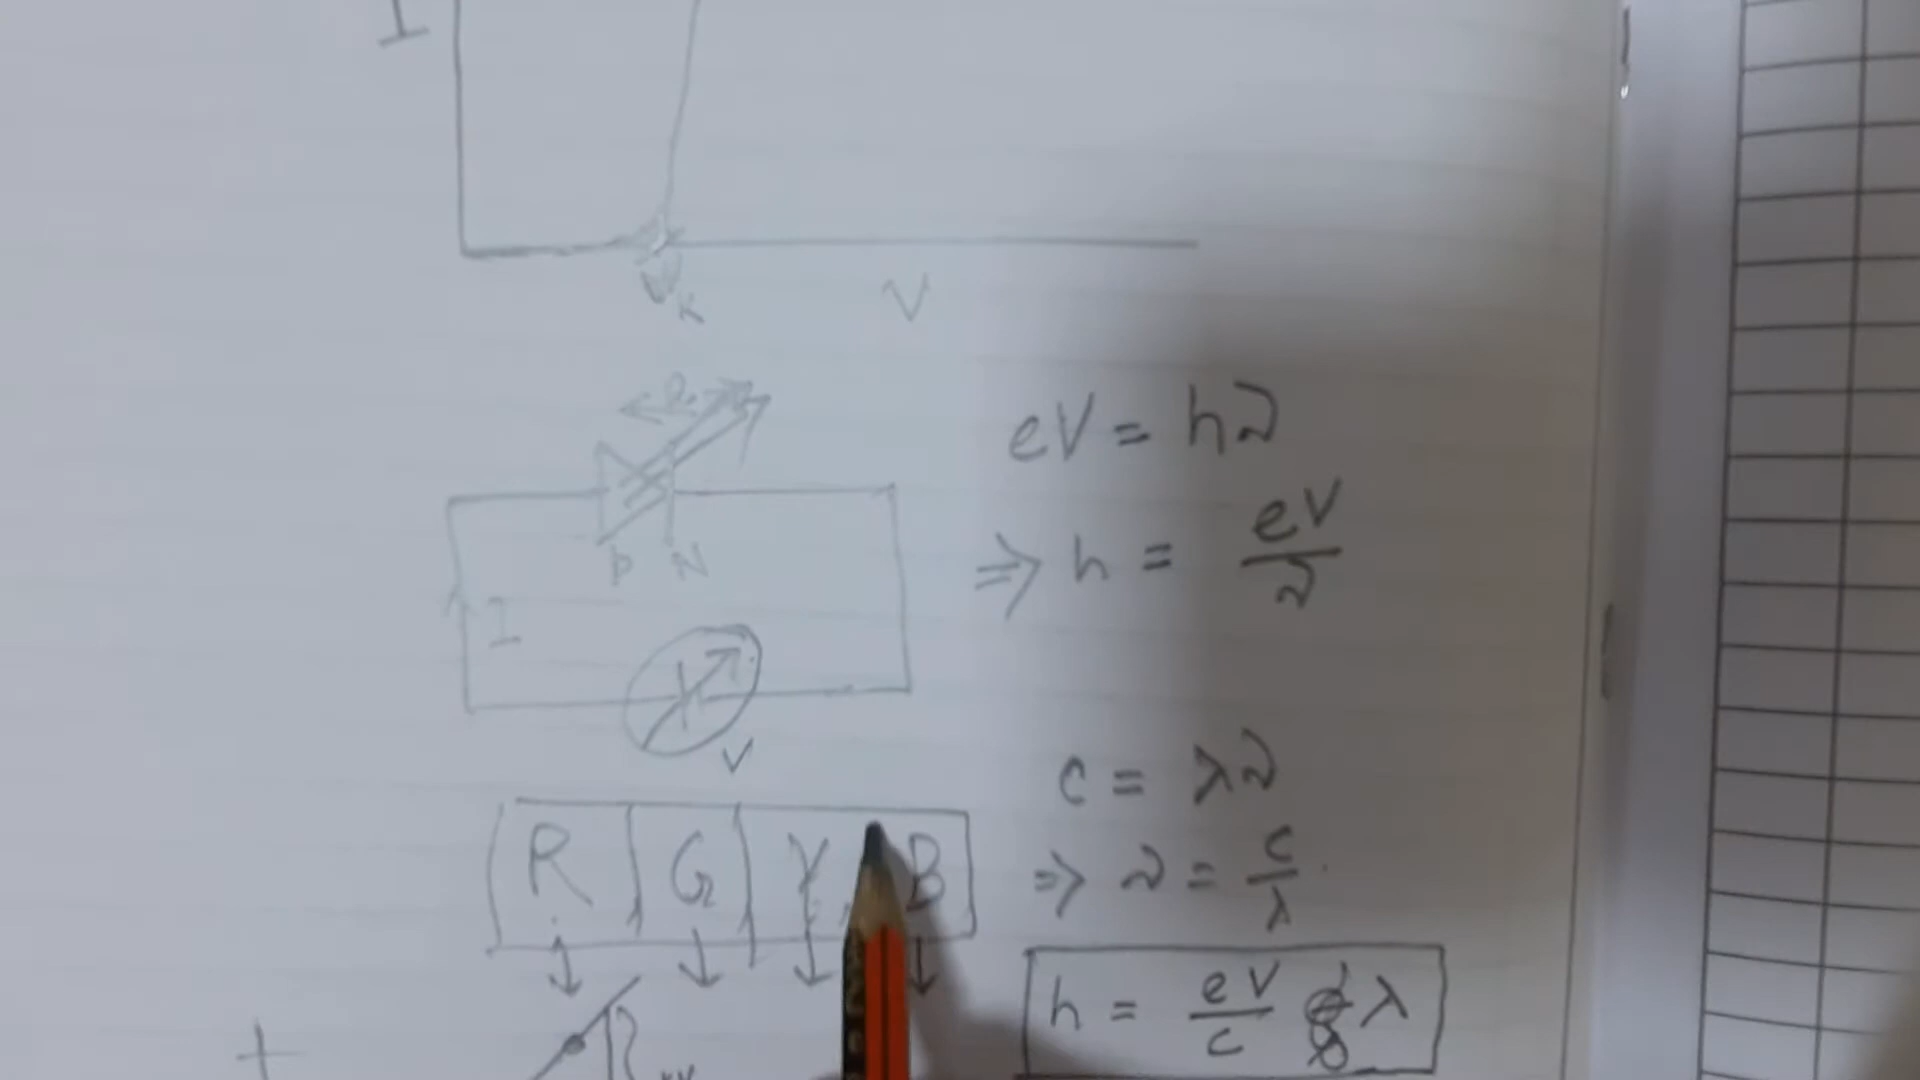 I
V
K
V
eV = hν
⇒ h = eV/ν
P N
I
V
c = λν
R G Y B
⇒ ν = c/λ
h = eV/c λ
+